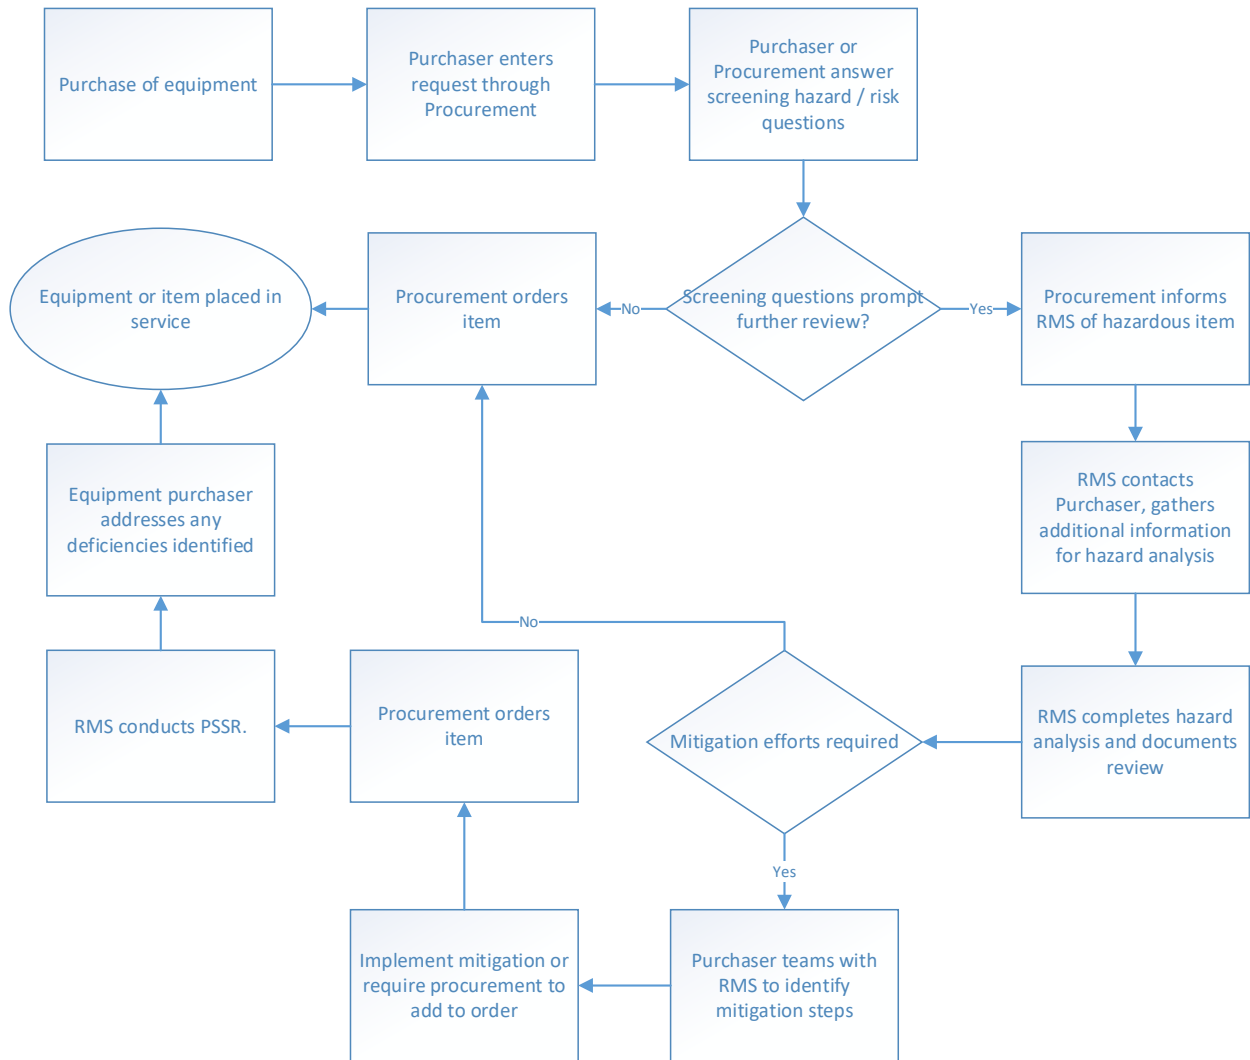 Purchase of equipment
Purchaser enters
request through
Procurement
Purchaser or
Procurement answer
screening hazard / risk
questions
Equipment or item placed in
service
Procurement orders
item
No
Screening questions prompt
further review?
Yes
Procurement informs
RMS of hazardous item
Equipment purchaser
addresses any
deficiencies identified
RMS contacts
Purchaser, gathers
additional information
for hazard analysis
No
RMS conducts PSSR.
Procurement orders
item
Mitigation efforts required
RMS completes hazard
analysis and documents
review
Yes
Implement mitigation or
require procurement to
add to order
Purchaser teams with
RMS to identify
mitigation steps